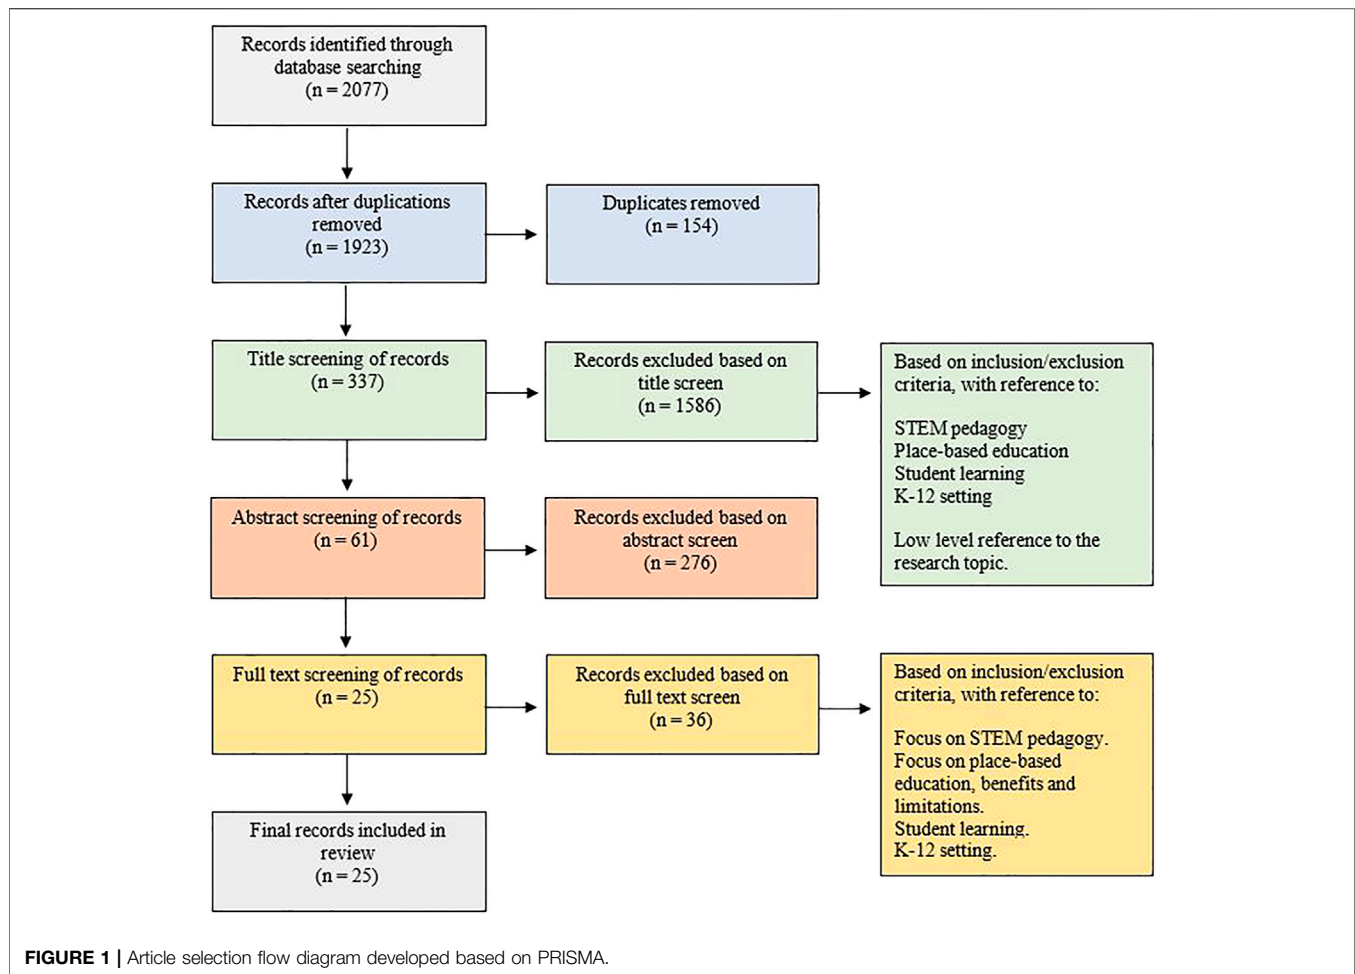 Records identified through
database searching
(n = 2077)
Records after duplications
removed
(n = 1923)
Duplicates removed
(n = 154)
Title screening of records
(n = 337)
Records excluded based on
title screen
(n = 1586)
Based on inclusion/exclusion
criteria, with reference to:
STEM pedagogy
Place-based education
Student learning
K-12 setting
Low level reference to the
research topic.
Abstract screening of records
(n = 61)
Records excluded based on
abstract screen
(n = 276)
Full text screening of records
(n = 25)
Records excluded based on
full text screen
(n = 36)
Based on inclusion/exclusion
criteria, with reference to:
Focus on STEM pedagogy.
Focus on place-based
education, benefits and
limitations.
Student learning.
K-12 setting.
Final records included in
review
(n = 25)
FIGURE 1 | Article selection flow diagram developed based on PRISMA.